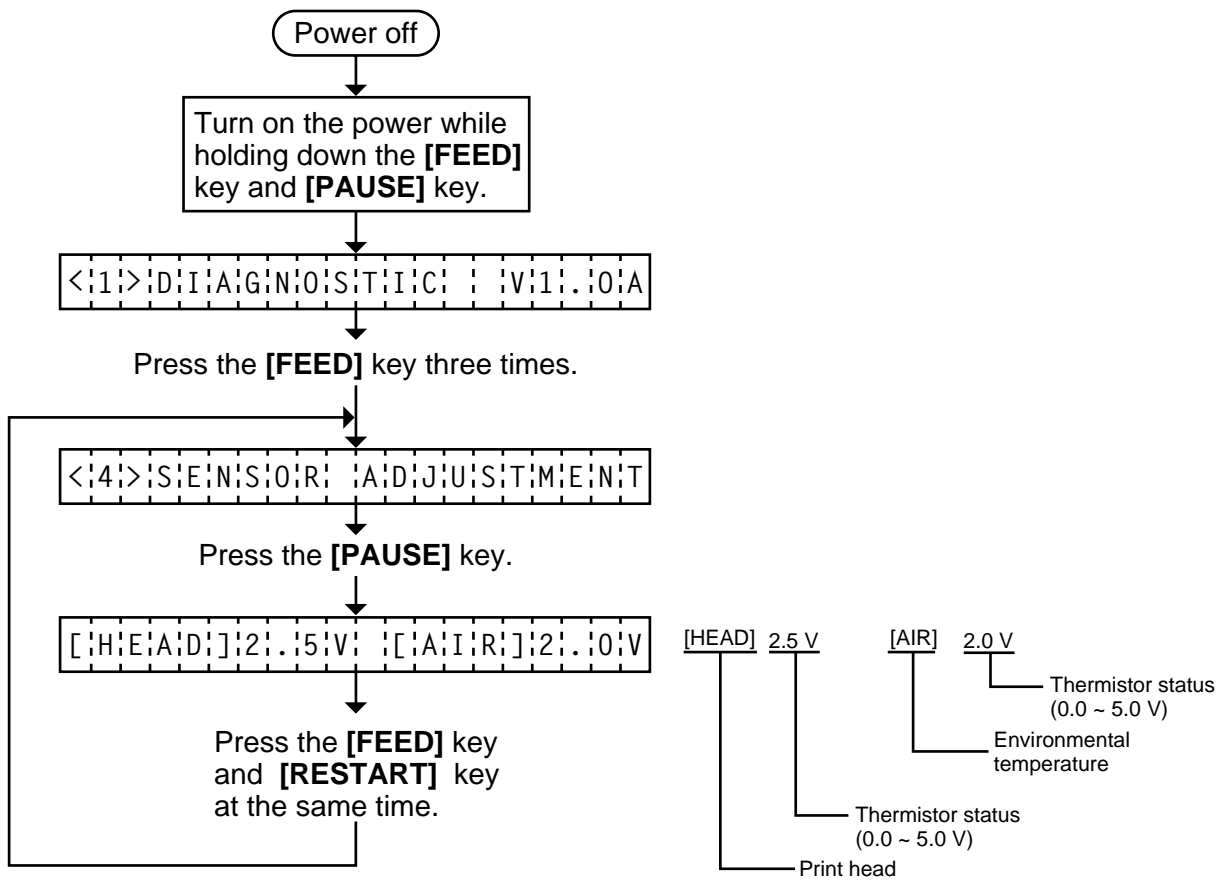 Power off
Turn on the power while
holding down the [FEED]
key and [PAUSE] key.
<1>DIAGNOSTIC  V1.0A
Press the [FEED] key three times.
<4>SENSOR ADJUSTMENT
Press the [PAUSE] key.
[HEAD]2.5V [AIR]2.0V
[HEAD] 2.5 V [AIR] 2.0 V
Thermistor status
(0.0 ~ 5.0 V)
Environmental
temperature
Press the [FEED] key
and [RESTART] key
at the same time.
Thermistor status
(0.0 ~ 5.0 V)
Print head